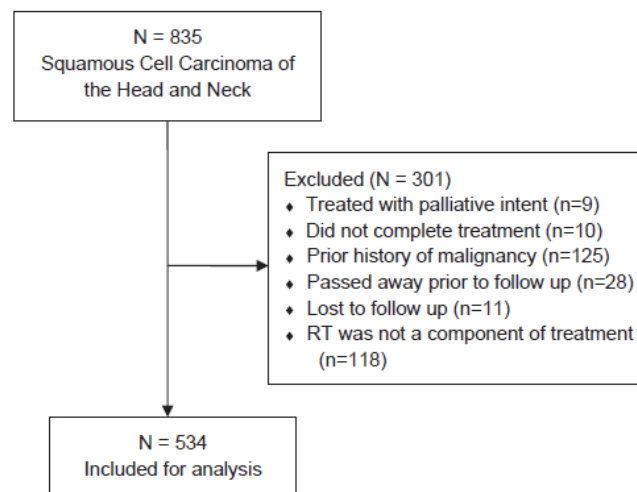 N = 835
Squamous Cell Carcinoma of
the Head and Neck
Excluded (N = 301)
♦ Treated with palliative intent (n=9)
♦ Did not complete treatment (n=10)
♦ Prior history of malignancy (n=125)
♦ Passed away prior to follow up (n=28)
♦ Lost to follow up (n=11)
♦ RT was not a component of treatment
(n=118)
N = 534
Included for analysis